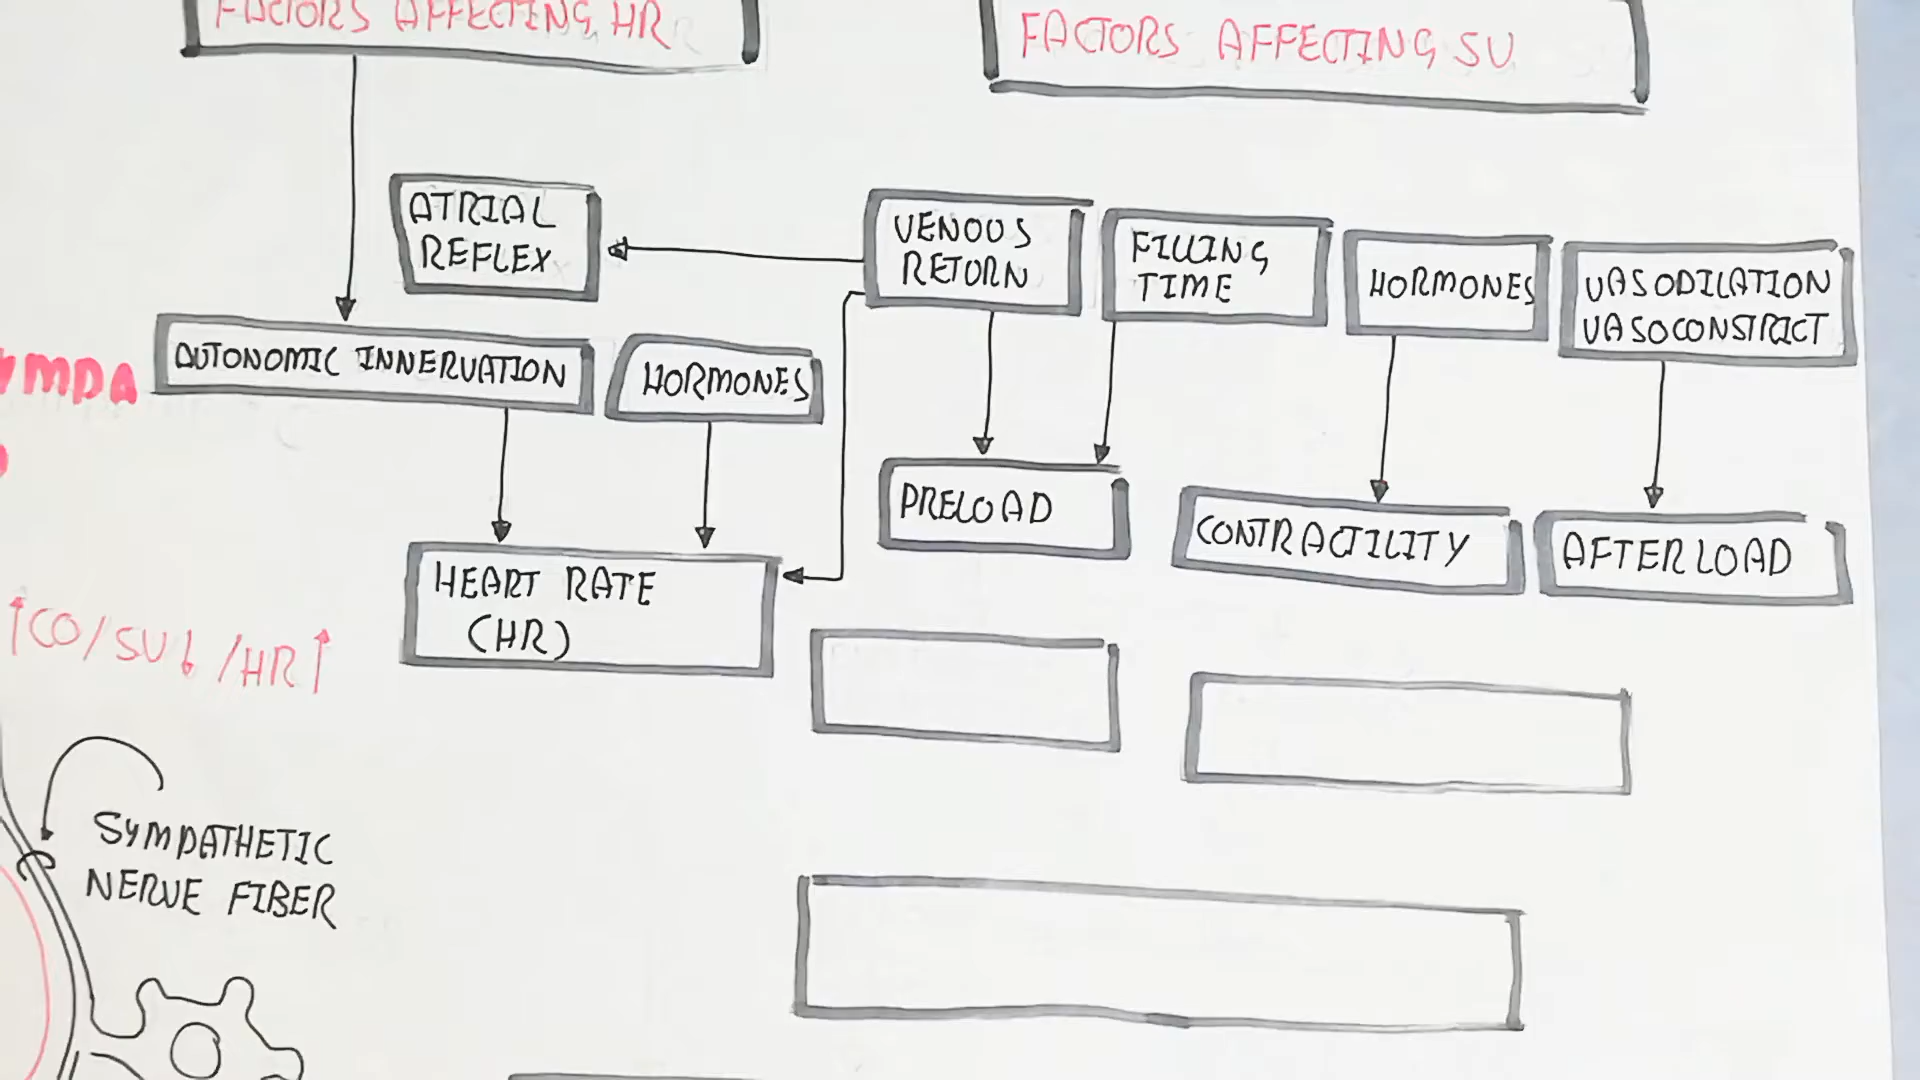 FACTORS AFFECTING HR
FACTORS AFFECTING SV
ATRIAL
REFLEX
VENOUS
RETURN
FILLING
TIME
HORMONES
VASODILATION
VASOCONSTRICT
AUTONOMIC INNERVATION
HORMONES
PRELOAD
CONTRACTILITY
AFTERLOAD
HEART RATE
(HR)
↑CO/SV↓/HR↑
SYMPATHETIC
NERVE FIBER